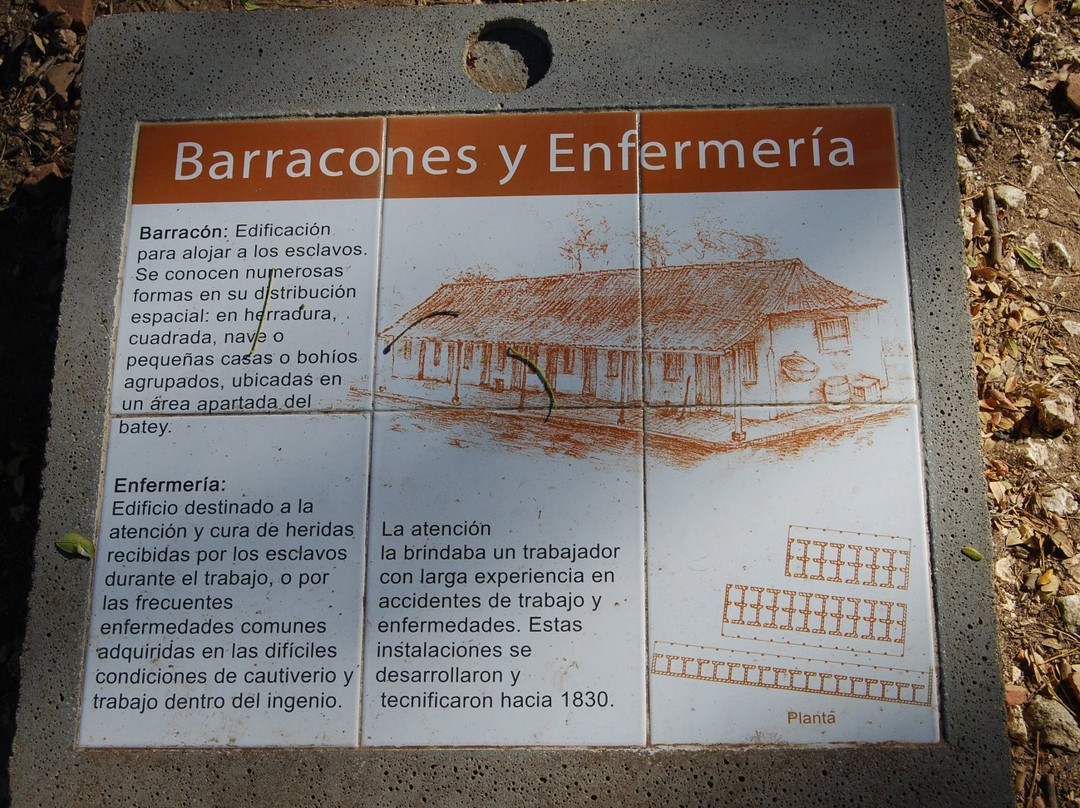 Barracones y Enfermería
Barracón: Edificación
para alojar a los esclavos.
Se conocen numerosas
formas en su distribución
espacial: en herradura,
cuadrada, nave o
pequeñas casas o bohíos
agrupados, ubicadas en
un área apartada del
batey.
Enfermería:
Edificio destinado a la
atención y cura de heridas
recibidas por los esclavos
durante el trabajo, o por
las frecuentes
enfermedades comunes
adquiridas en las difíciles
condiciones de cautiverio y
trabajo dentro del ingenio.
La atención
la brindaba un trabajador
con larga experiencia en
accidentes de trabajo y
enfermedades. Estas
instalaciones se
desarrollaron y
tecnificaron hacia 1830.
Planta